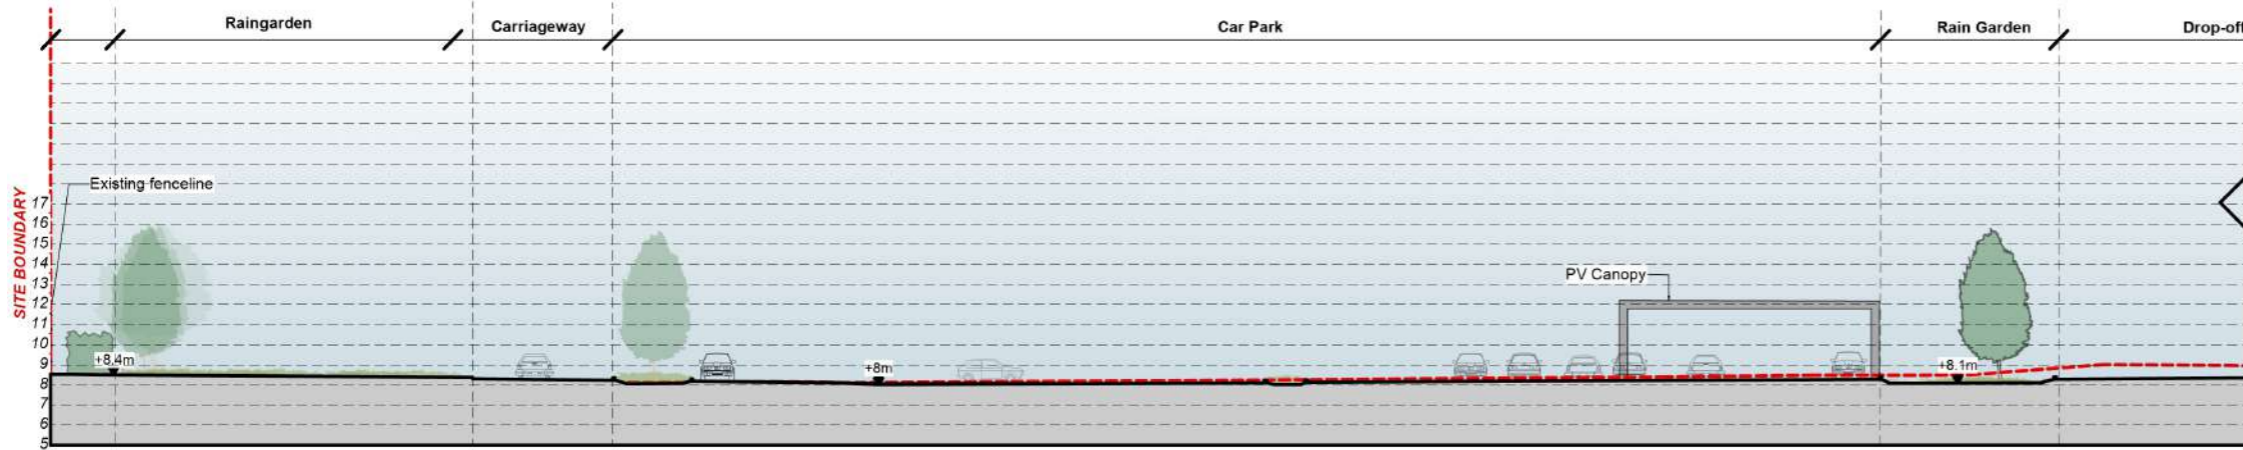 Raingarden
Carriageway
Car Park
Rain Garden
Drop-off
SITE BOUNDARY
Existing fenceline
17
16
15
14
13
12
11
10
9
8
7
6
5
PV Canopy
+8.4m
+8m
+8.1m